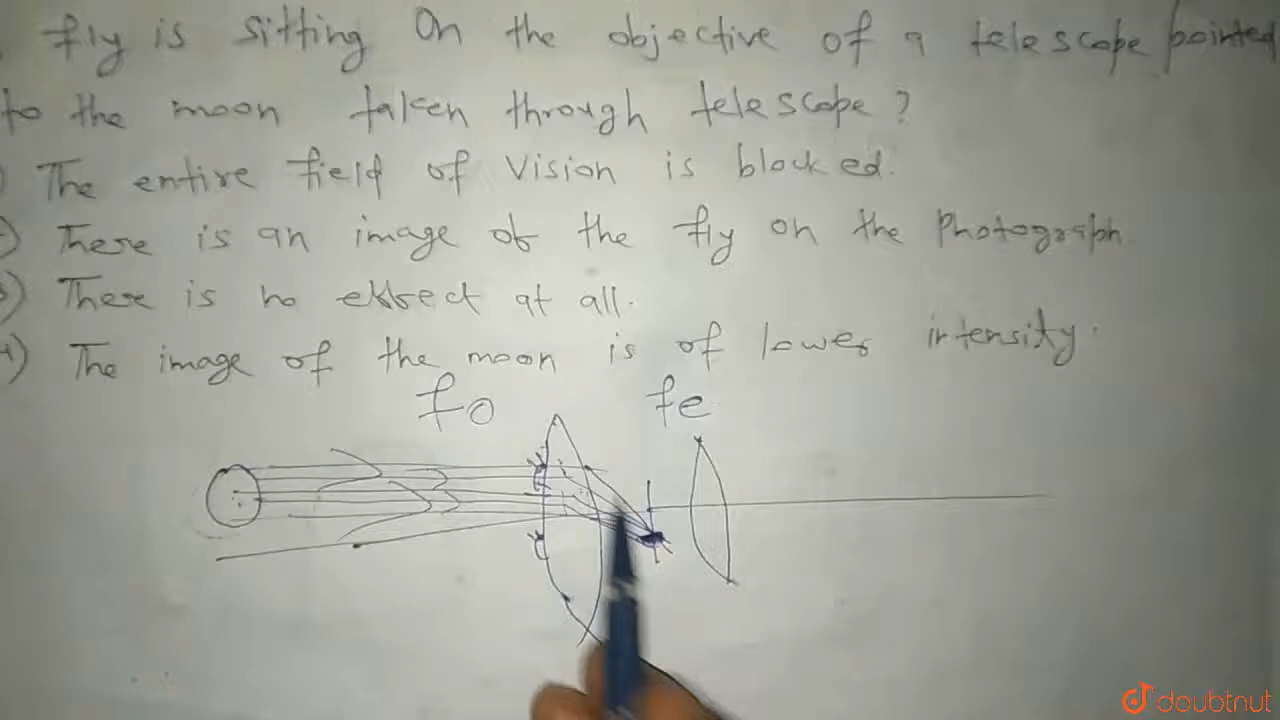 fly is sitting On the objective of a telescope pointed
to the moon taken through telescope?
) The entire field of vision is blocked.
) There is an image of the fly on the Photograph.
3) There is no effect at all.
4) The image of the moon is of lower intensity.
fo fe
doubtnut